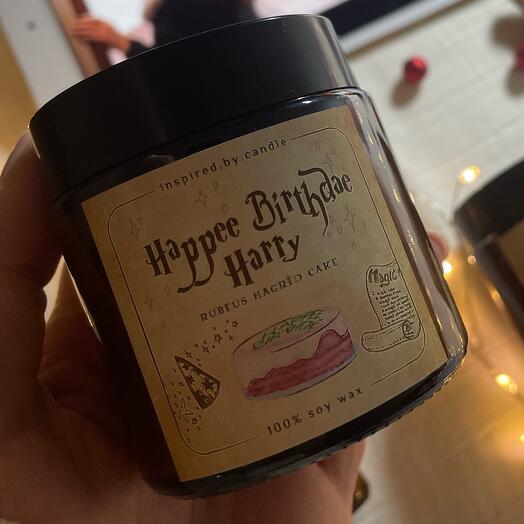 inspired.by.candle
Happee Birthdae
Harry
RUBEUS HAGRID CAKE
Magic
100% soy wax